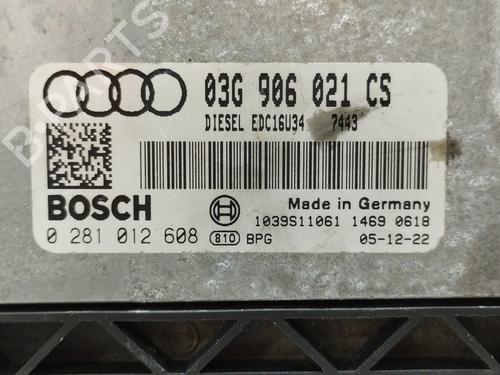 03G 906 021 CS
DIESEL EDC16U34 7443
BOSCH
Made in Germany
1039S11061 1469 0618
0 281 012 608 810 BPG 05-12-22
B-PARTS